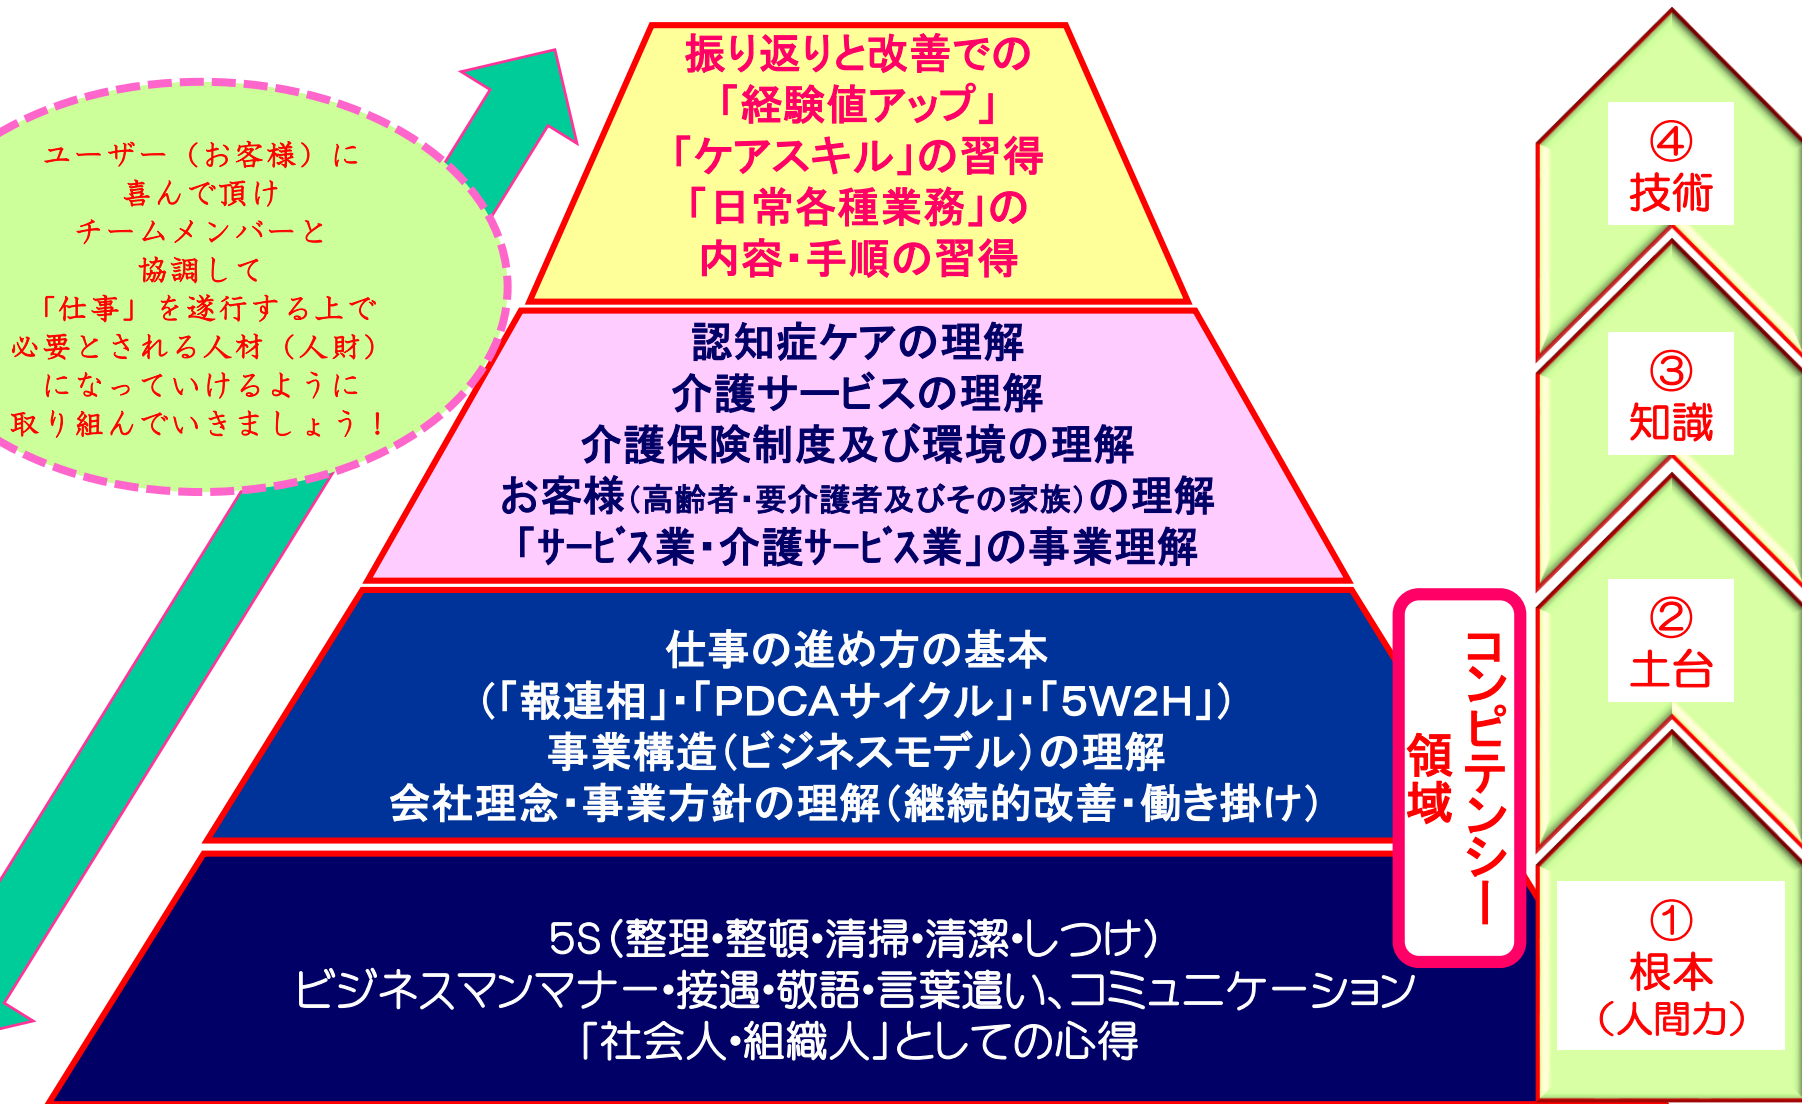 振り返りと改善での
「経験値アップ」
「ケアスキル」の習得
「日常各種業務」の
内容・手順の習得
ユーザー（お客様）に
喜んで頂け
チームメンバーと
協調して
「仕事」を遂行する上で
必要とされる人材（人財）
になっていけるように
取り組んでいきましょう！
認知症ケアの理解
介護サービスの理解
介護保険制度及び環境の理解
お客様（高齢者・要介護者及びその家族）の理解
「サービス業・介護サービス業」の事業理解
仕事の進め方の基本
（「報連相」・「PDCAサイクル」・「5W2H」）
事業構造（ビジネスモデル）の理解
会社理念・事業方針の理解（継続的改善・働き掛け）
5S（整理・整頓・清掃・清潔・しつけ）
ビジネスマンマナー・接遇・敬語・言葉遣い、コミュニケーション
「社会人・組織人」としての心得
コンピテンシー
領域
④
技術
③
知識
②
土台
①
根本
（人間力）